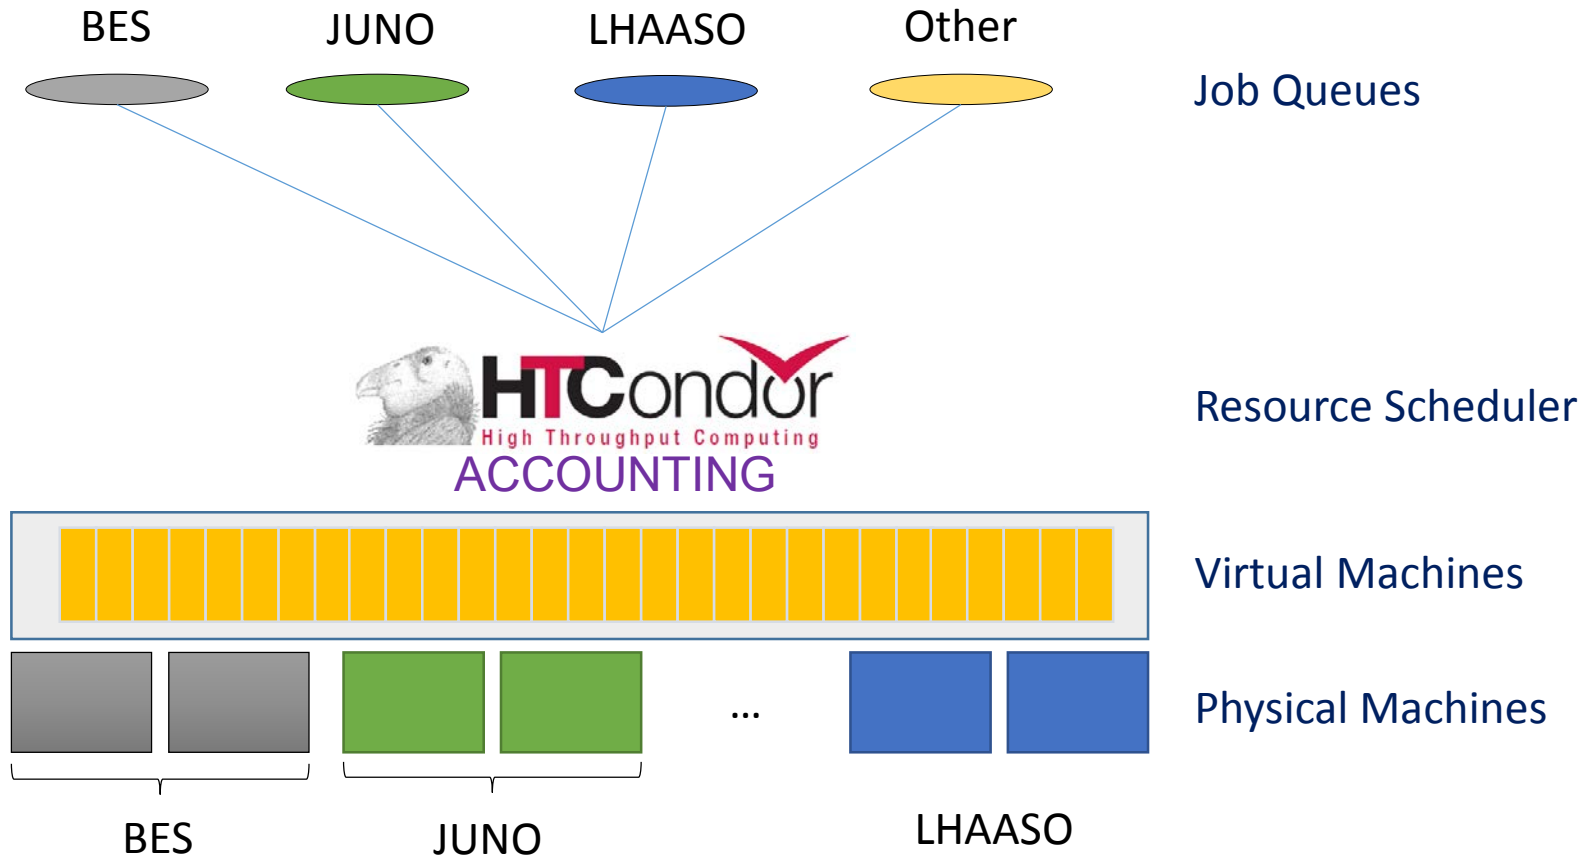 BES JUNO LHAASO Other
Job Queues
HTCondor
High Throughput Computing
Resource Scheduler
ACCOUNTING
Virtual Machines
...
Physical Machines
BES JUNO LHAASO